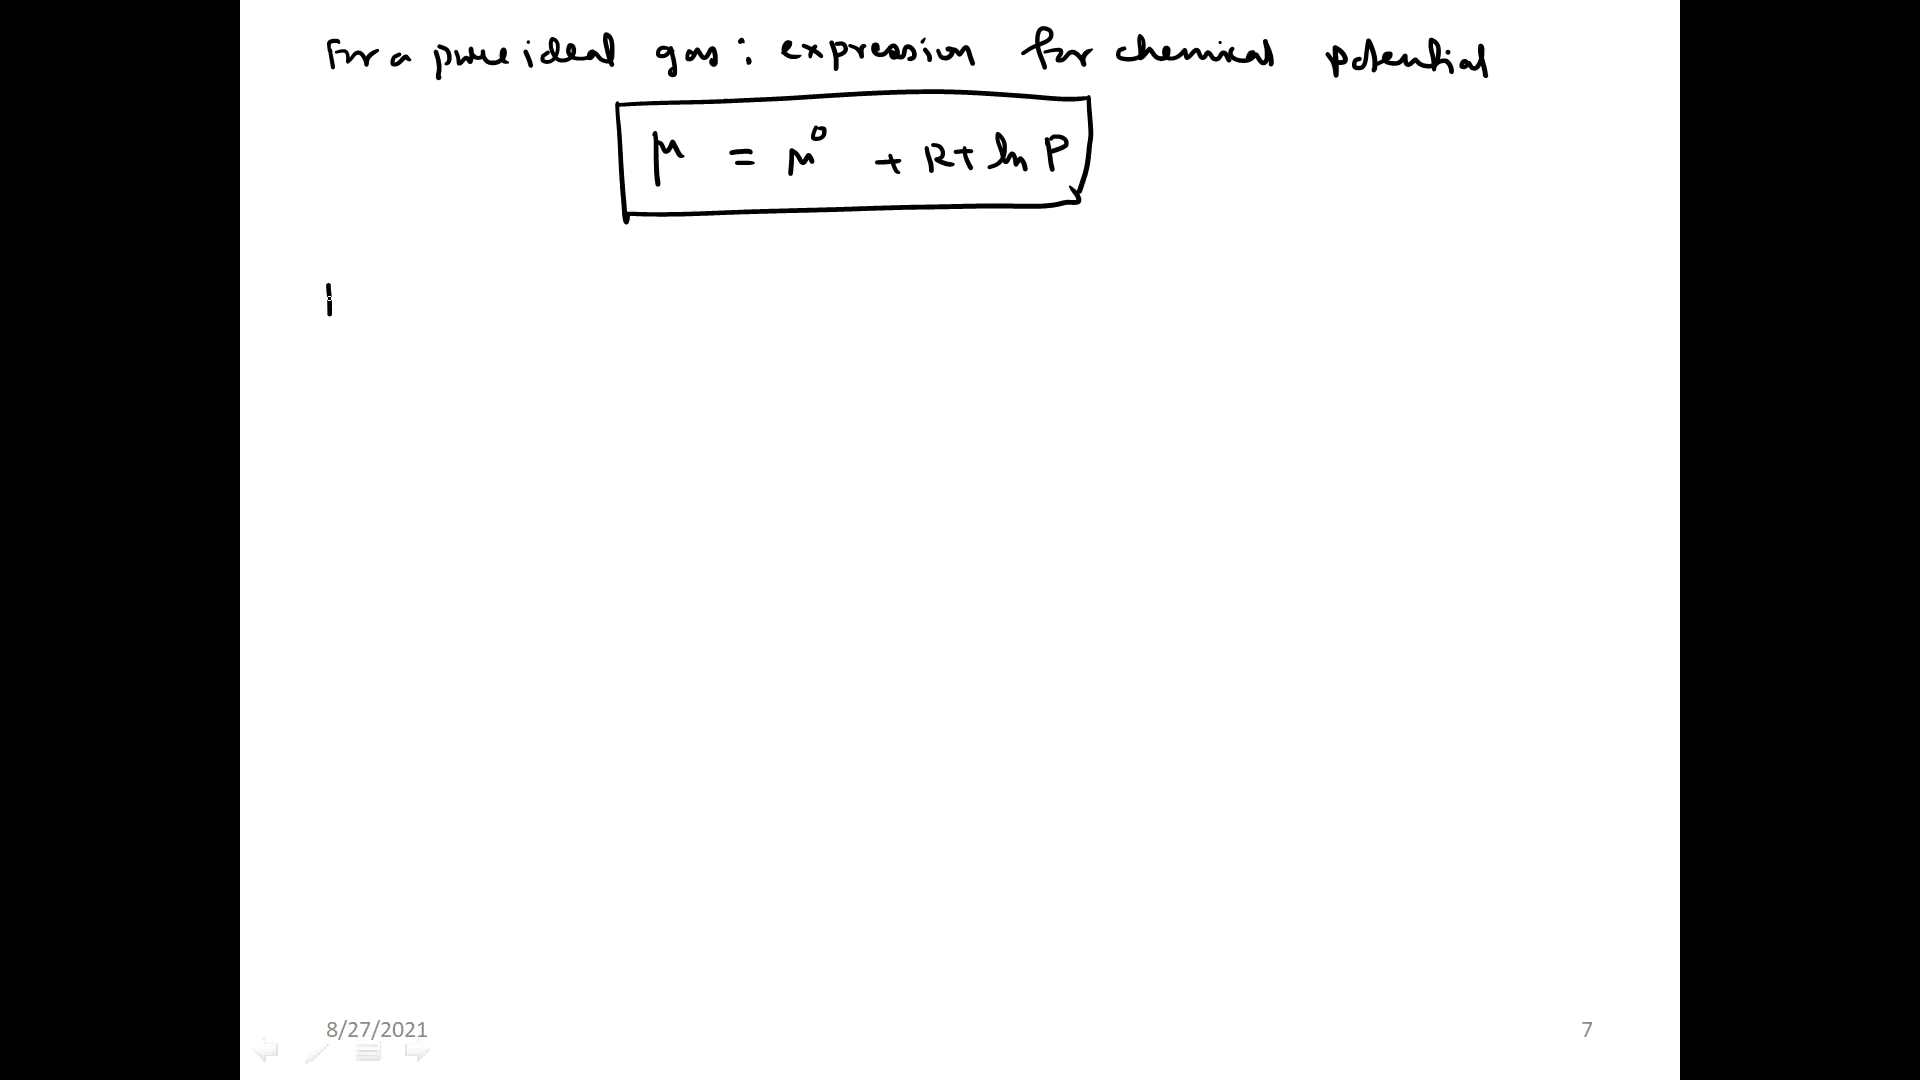 For a pure ideal gas : expression for chemical potential
μ = μ° + RT ln P
8/27/2021
7